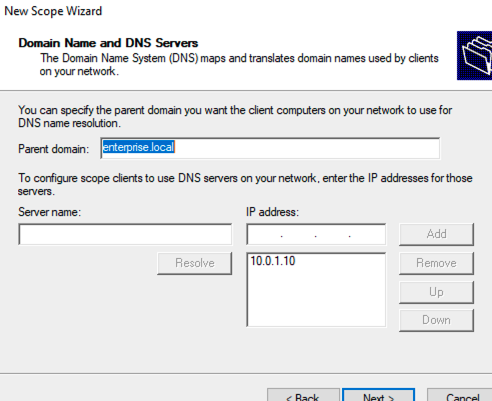 New Scope Wizard
Domain Name and DNS Servers
The Domain Name System (DNS) maps and translates domain names used by clients
on your network.
You can specify the parent domain you want the client computers on your network to use for
DNS name resolution.
Parent domain: enterprise.local
To configure scope clients to use DNS servers on your network, enter the IP addresses for those
servers.
Server name: IP address:
. . . Add
Resolve 10.0.1.10 Remove
Up
Down
< Back Next > Cancel